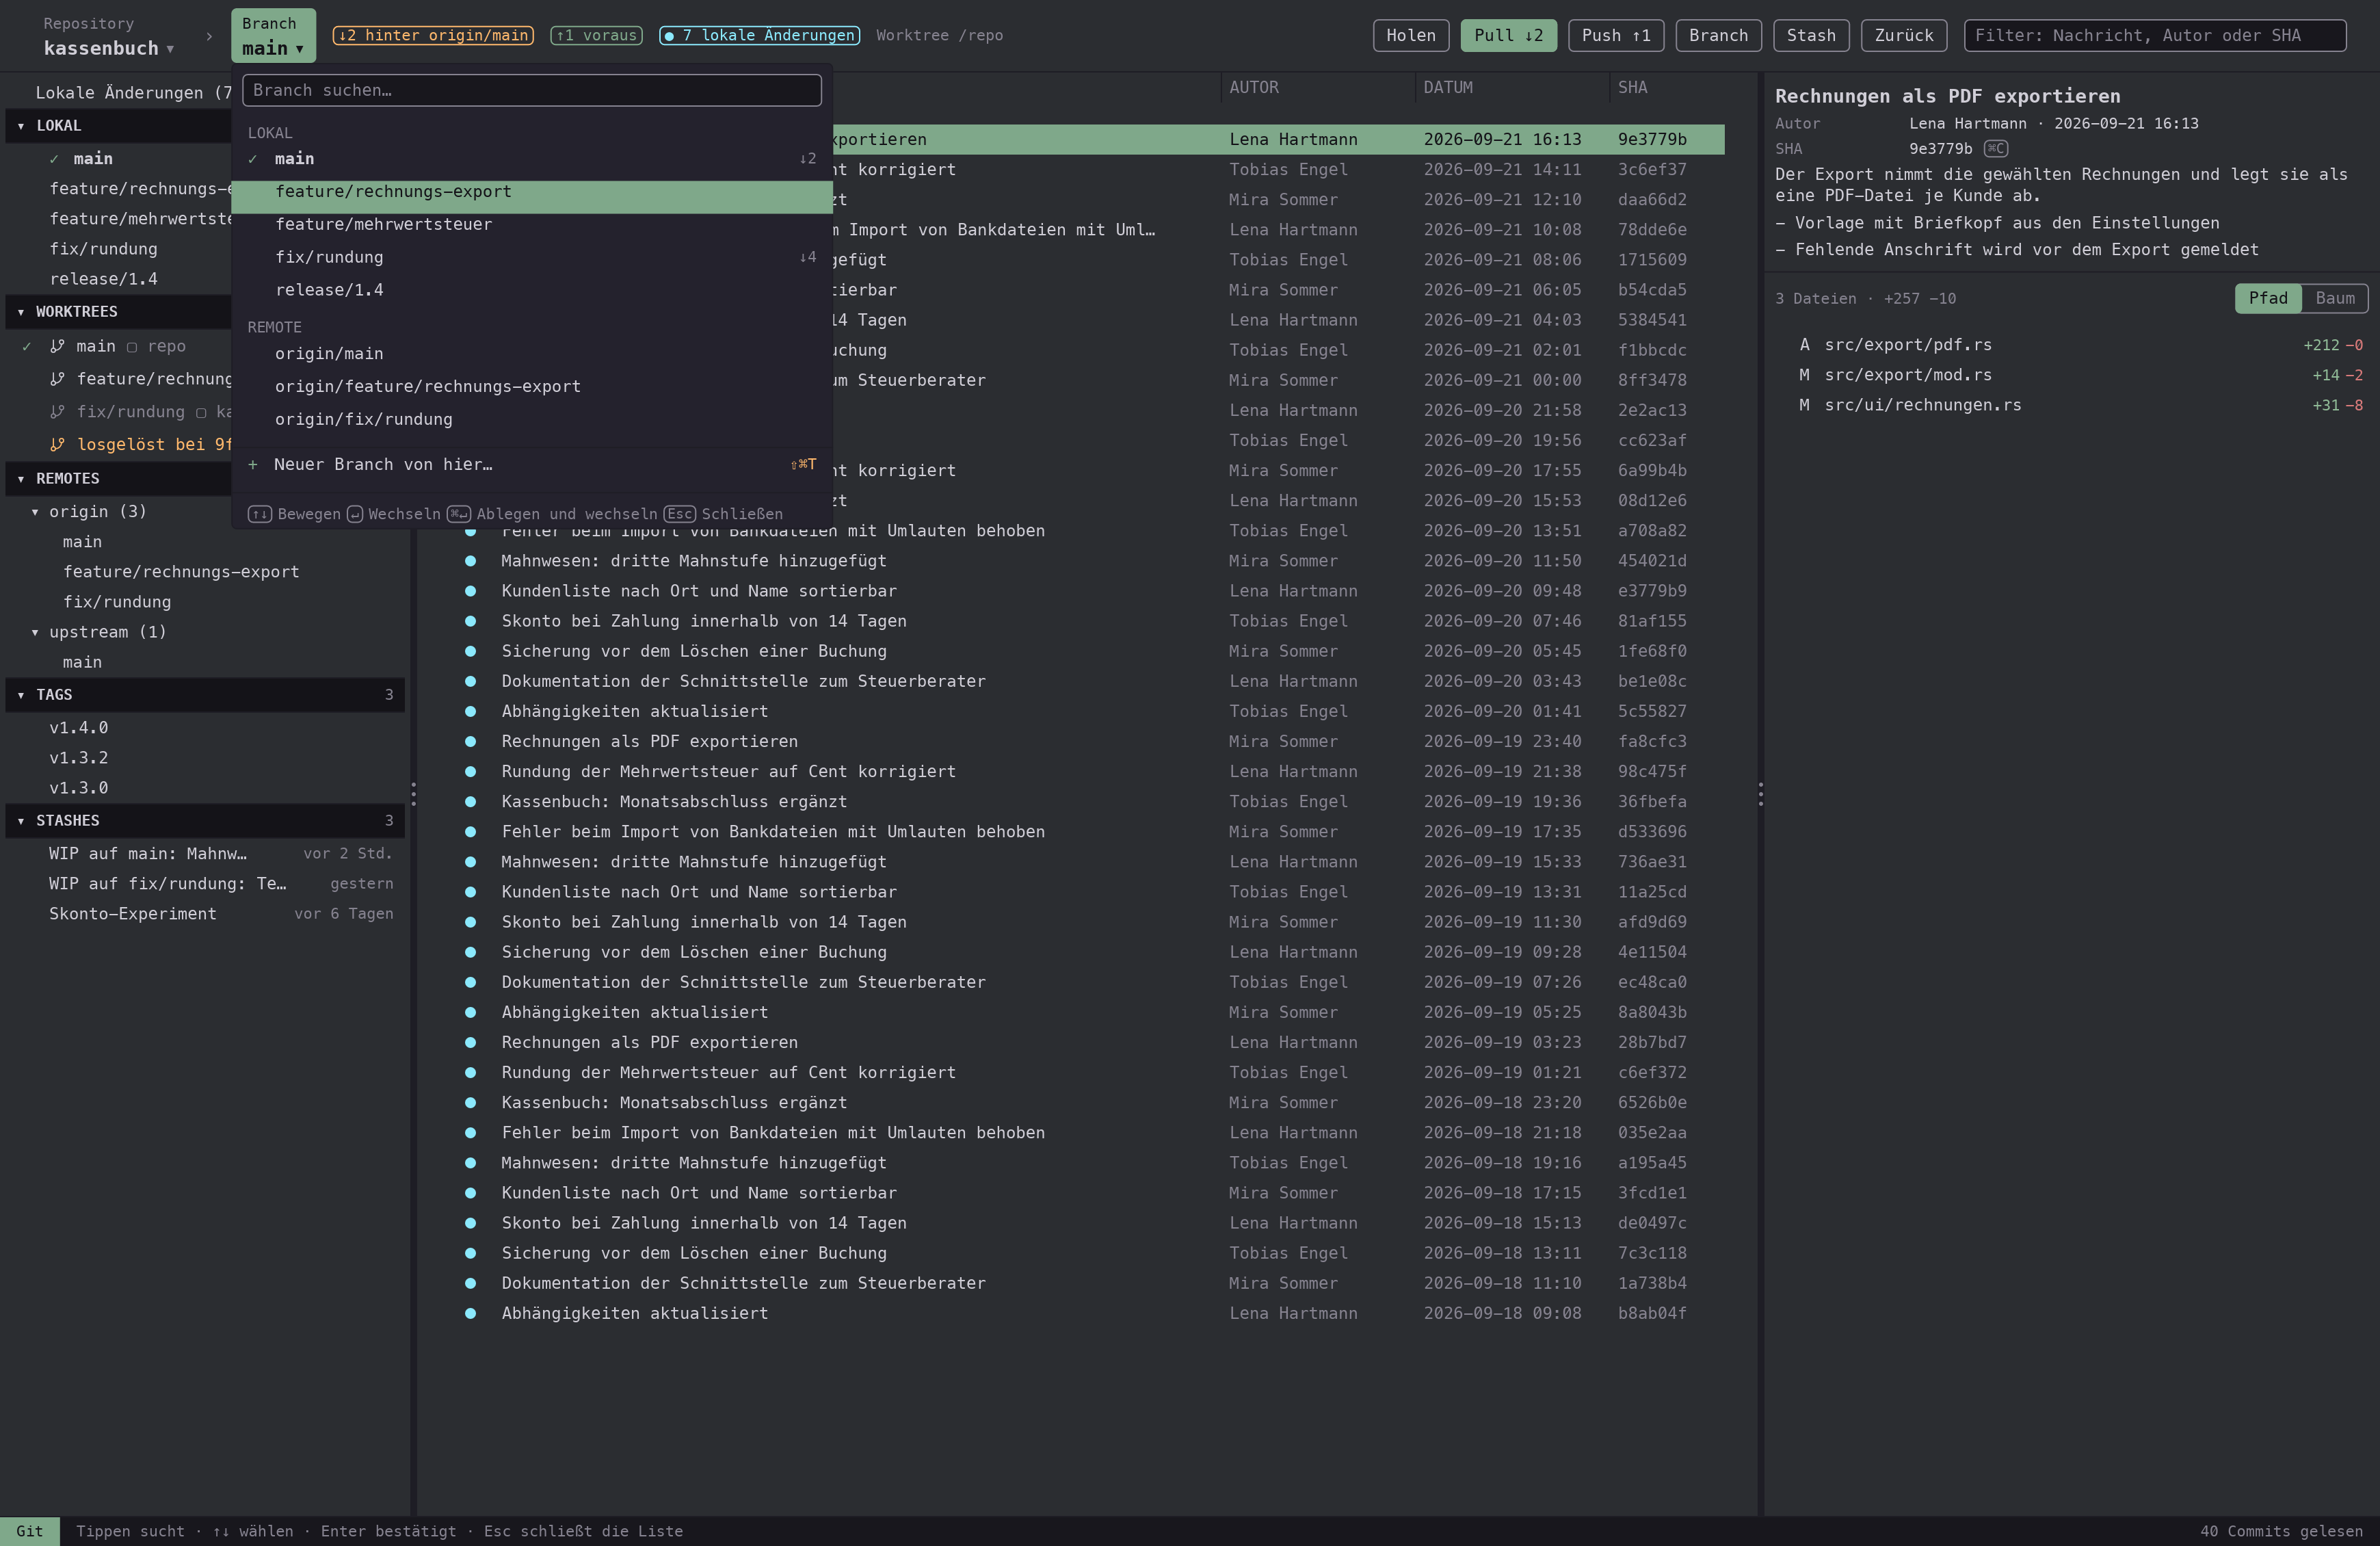 Repository
kassenbuch ▾
›
Branch
main ▾
↓2 hinter origin/main
↑1 voraus
● 7 lokale Änderungen
Worktree /repo
Holen
Pull ↓2
Push ↑1
Branch
Stash
Zurück
Filter: Nachricht, Autor oder SHA
Lokale Änderungen (7
▾ LOKAL
✓ main
feature/rechnungs-e
feature/mehrwertste
fix/rundung
release/1.4
▾ WORKTREES
✓ main ▢ repo
feature/rechnung
fix/rundung ▢ ka
losgelöst bei 9f
▾ REMOTES
▾ origin (3)
main
feature/rechnungs-export
fix/rundung
▾ upstream (1)
main
▾ TAGS 3
v1.4.0
v1.3.2
v1.3.0
▾ STASHES 3
WIP auf main: Mahnw… vor 2 Std.
WIP auf fix/rundung: Te… gestern
Skonto-Experiment vor 6 Tagen
Branch suchen…
LOKAL
✓ main ↓2
feature/rechnungs-export
feature/mehrwertsteuer
fix/rundung ↓4
release/1.4
REMOTE
origin/main
origin/feature/rechnungs-export
origin/fix/rundung
+ Neuer Branch von hier… ⇧⌘T
↑↓ Bewegen ↵ Wechseln ⌘↵ Ablegen und wechseln Esc Schließen
AUTOR DATUM SHA
xportieren Lena Hartmann 2026-09-21 16:13 9e3779b
nt korrigiert Tobias Engel 2026-09-21 14:11 3c6ef37
zt Mira Sommer 2026-09-21 12:10 daa66d2
m Import von Bankdateien mit Uml… Lena Hartmann 2026-09-21 10:08 78dde6e
gefügt Tobias Engel 2026-09-21 08:06 1715609
tierbar Mira Sommer 2026-09-21 06:05 b54cda5
14 Tagen Lena Hartmann 2026-09-21 04:03 5384541
uchung Tobias Engel 2026-09-21 02:01 f1bbcdc
um Steuerberater Mira Sommer 2026-09-21 00:00 8ff3478
Lena Hartmann 2026-09-20 21:58 2e2ac13
Tobias Engel 2026-09-20 19:56 cc623af
nt korrigiert Mira Sommer 2026-09-20 17:55 6a99b4b
zt Lena Hartmann 2026-09-20 15:53 08d12e6
Fehler beim Import von Bankdateien mit Umlauten behoben Tobias Engel 2026-09-20 13:51 a708a82
Mahnwesen: dritte Mahnstufe hinzugefügt Mira Sommer 2026-09-20 11:50 454021d
Kundenliste nach Ort und Name sortierbar Lena Hartmann 2026-09-20 09:48 e3779b9
Skonto bei Zahlung innerhalb von 14 Tagen Tobias Engel 2026-09-20 07:46 81af155
Sicherung vor dem Löschen einer Buchung Mira Sommer 2026-09-20 05:45 1fe68f0
Dokumentation der Schnittstelle zum Steuerberater Lena Hartmann 2026-09-20 03:43 be1e08c
Abhängigkeiten aktualisiert Tobias Engel 2026-09-20 01:41 5c55827
Rechnungen als PDF exportieren Mira Sommer 2026-09-19 23:40 fa8cfc3
Rundung der Mehrwertsteuer auf Cent korrigiert Lena Hartmann 2026-09-19 21:38 98c475f
Kassenbuch: Monatsabschluss ergänzt Tobias Engel 2026-09-19 19:36 36fbefa
Fehler beim Import von Bankdateien mit Umlauten behoben Mira Sommer 2026-09-19 17:35 d533696
Mahnwesen: dritte Mahnstufe hinzugefügt Lena Hartmann 2026-09-19 15:33 736ae31
Kundenliste nach Ort und Name sortierbar Tobias Engel 2026-09-19 13:31 11a25cd
Skonto bei Zahlung innerhalb von 14 Tagen Mira Sommer 2026-09-19 11:30 afd9d69
Sicherung vor dem Löschen einer Buchung Lena Hartmann 2026-09-19 09:28 4e11504
Dokumentation der Schnittstelle zum Steuerberater Tobias Engel 2026-09-19 07:26 ec48ca0
Abhängigkeiten aktualisiert Mira Sommer 2026-09-19 05:25 8a8043b
Rechnungen als PDF exportieren Lena Hartmann 2026-09-19 03:23 28b7bd7
Rundung der Mehrwertsteuer auf Cent korrigiert Tobias Engel 2026-09-19 01:21 c6ef372
Kassenbuch: Monatsabschluss ergänzt Mira Sommer 2026-09-18 23:20 6526b0e
Fehler beim Import von Bankdateien mit Umlauten behoben Lena Hartmann 2026-09-18 21:18 035e2aa
Mahnwesen: dritte Mahnstufe hinzugefügt Tobias Engel 2026-09-18 19:16 a195a45
Kundenliste nach Ort und Name sortierbar Mira Sommer 2026-09-18 17:15 3fcd1e1
Skonto bei Zahlung innerhalb von 14 Tagen Lena Hartmann 2026-09-18 15:13 de0497c
Sicherung vor dem Löschen einer Buchung Tobias Engel 2026-09-18 13:11 7c3c118
Dokumentation der Schnittstelle zum Steuerberater Mira Sommer 2026-09-18 11:10 1a738b4
Abhängigkeiten aktualisiert Lena Hartmann 2026-09-18 09:08 b8ab04f
Rechnungen als PDF exportieren
Autor Lena Hartmann · 2026-09-21 16:13
SHA 9e3779b ⌘C
Der Export nimmt die gewählten Rechnungen und legt sie als
eine PDF-Datei je Kunde ab.
- Vorlage mit Briefkopf aus den Einstellungen
- Fehlende Anschrift wird vor dem Export gemeldet
3 Dateien · +257 −10
Pfad Baum
A src/export/pdf.rs +212 −0
M src/export/mod.rs +14 −2
M src/ui/rechnungen.rs +31 −8
Git
Tippen sucht · ↑↓ wählen · Enter bestätigt · Esc schließt die Liste
40 Commits gelesen